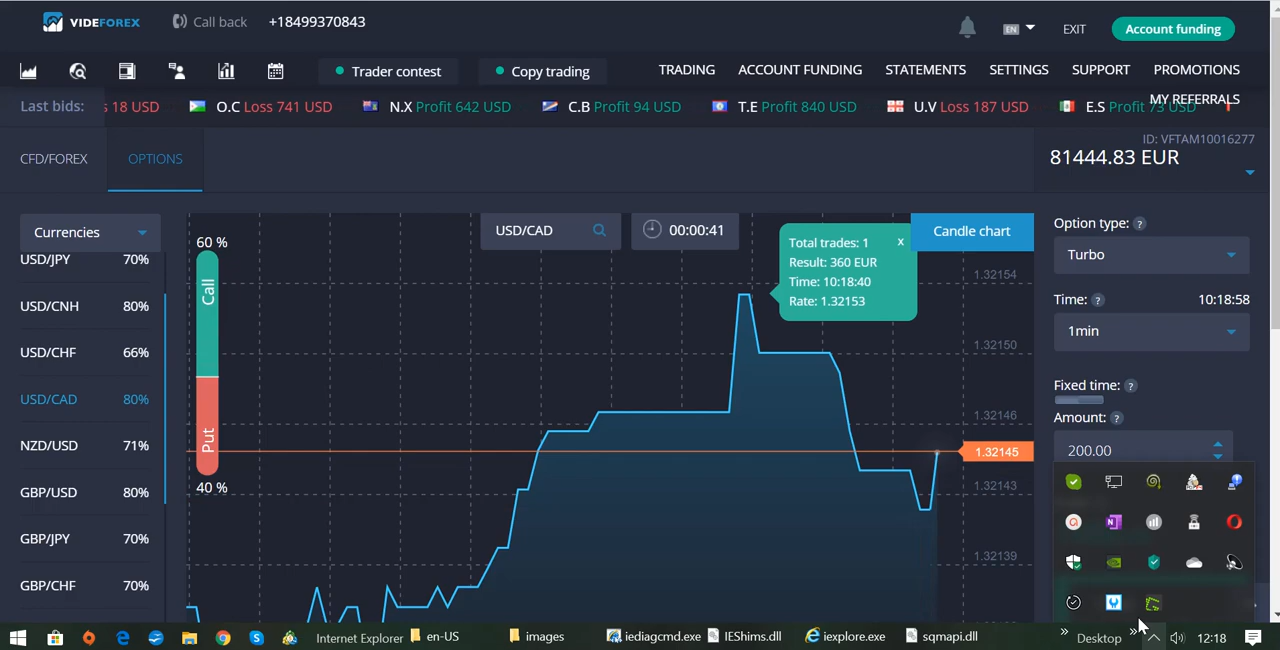 VIDEFOREX
Call back
+18499370843
EN
EXIT
Account funding
Trader contest
Copy trading
TRADING
ACCOUNT FUNDING
STATEMENTS
SETTINGS
SUPPORT
PROMOTIONS
MY REFERRALS
Last bids:
s 18 USD
O.C Loss 741 USD
N.X Profit 642 USD
C.B Profit 94 USD
T.E Profit 840 USD
U.V Loss 187 USD
E.S Profit 73 USD
CFD/FOREX
OPTIONS
ID: VFTAM10016277
81444.83 EUR
Currencies
USD/JPY 70%
USD/CNH 80%
USD/CHF 66%
USD/CAD 80%
NZD/USD 71%
GBP/USD 80%
GBP/JPY 70%
GBP/CHF 70%
60 %
Call
Put
40 %
USD/CAD
00:00:41
Total trades: 1
x
Result: 360 EUR
Time: 10:18:40
Rate: 1.32153
Candle chart
1.32154
1.32150
1.32146
1.32145
1.32143
1.32139
Option type: ?
Turbo
Time: ?
10:18:58
1min
Fixed time: ?
Amount: ?
200.00
Internet Explorer
en-US
images
iediagcmd.exe
IEShims.dll
iexplore.exe
sqmapi.dll
Desktop
12:18